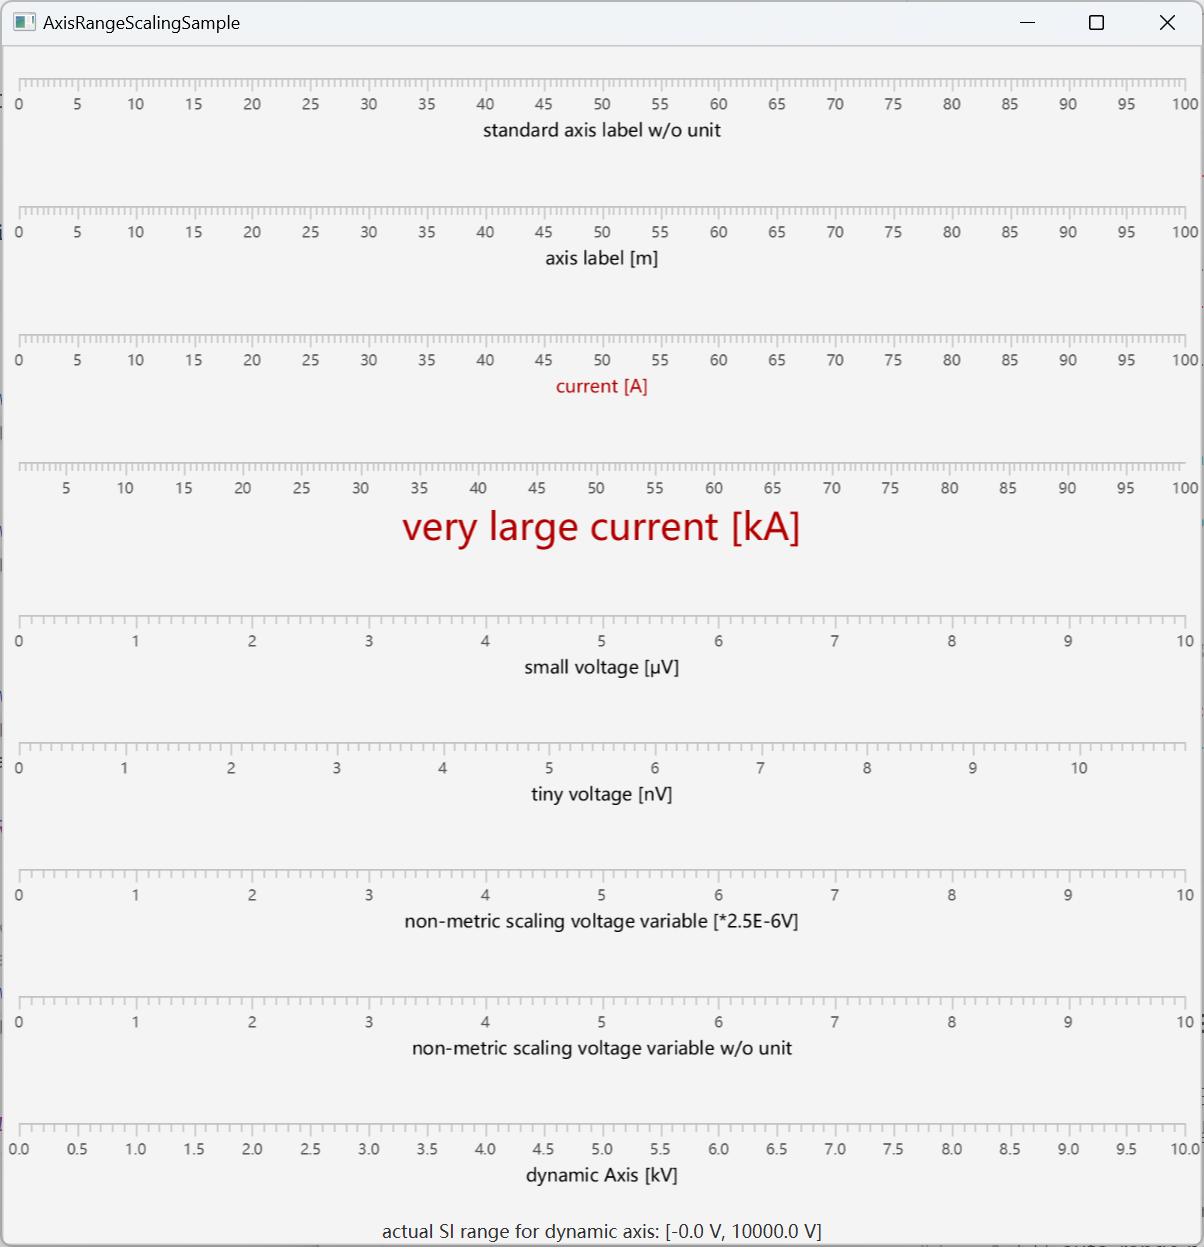 AxisRangeScalingSample
0 5 10 15 20 25 30 35 40 45 50 55 60 65 70 75 80 85 90 95 100
standard axis label w/o unit
0 5 10 15 20 25 30 35 40 45 50 55 60 65 70 75 80 85 90 95 100
axis label [m]
0 5 10 15 20 25 30 35 40 45 50 55 60 65 70 75 80 85 90 95 100
current [A]
5 10 15 20 25 30 35 40 45 50 55 60 65 70 75 80 85 90 95 100
very large current [kA]
0 1 2 3 4 5 6 7 8 9 10
small voltage [µV]
0 1 2 3 4 5 6 7 8 9 10
tiny voltage [nV]
0 1 2 3 4 5 6 7 8 9 10
non-metric scaling voltage variable [*2.5E-6V]
0 1 2 3 4 5 6 7 8 9 10
non-metric scaling voltage variable w/o unit
0.0 0.5 1.0 1.5 2.0 2.5 3.0 3.5 4.0 4.5 5.0 5.5 6.0 6.5 7.0 7.5 8.0 8.5 9.0 9.5 10.0
dynamic Axis [kV]
actual SI range for dynamic axis: [-0.0 V, 10000.0 V]